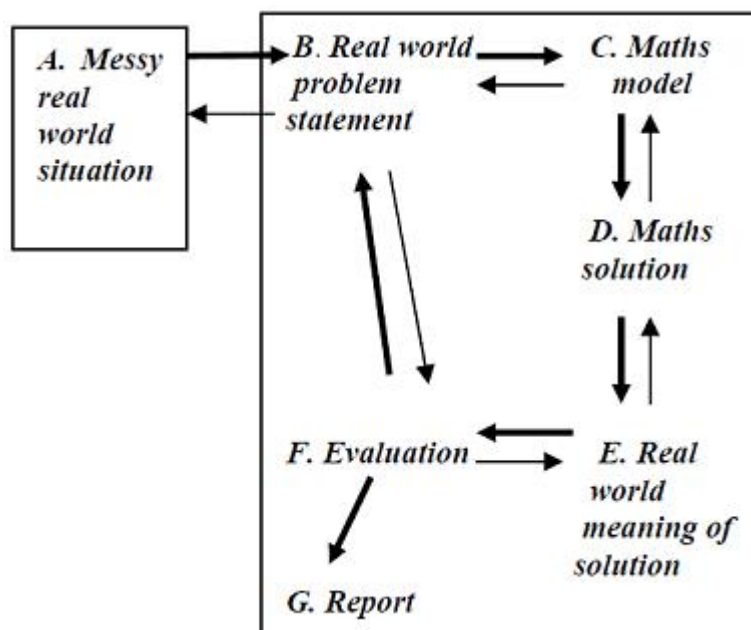 A. Messy
real
world
situation
B. Real world
problem
statement
C. Maths
model
D. Maths
solution
E. Real
world
meaning of
solution
F. Evaluation
G. Report